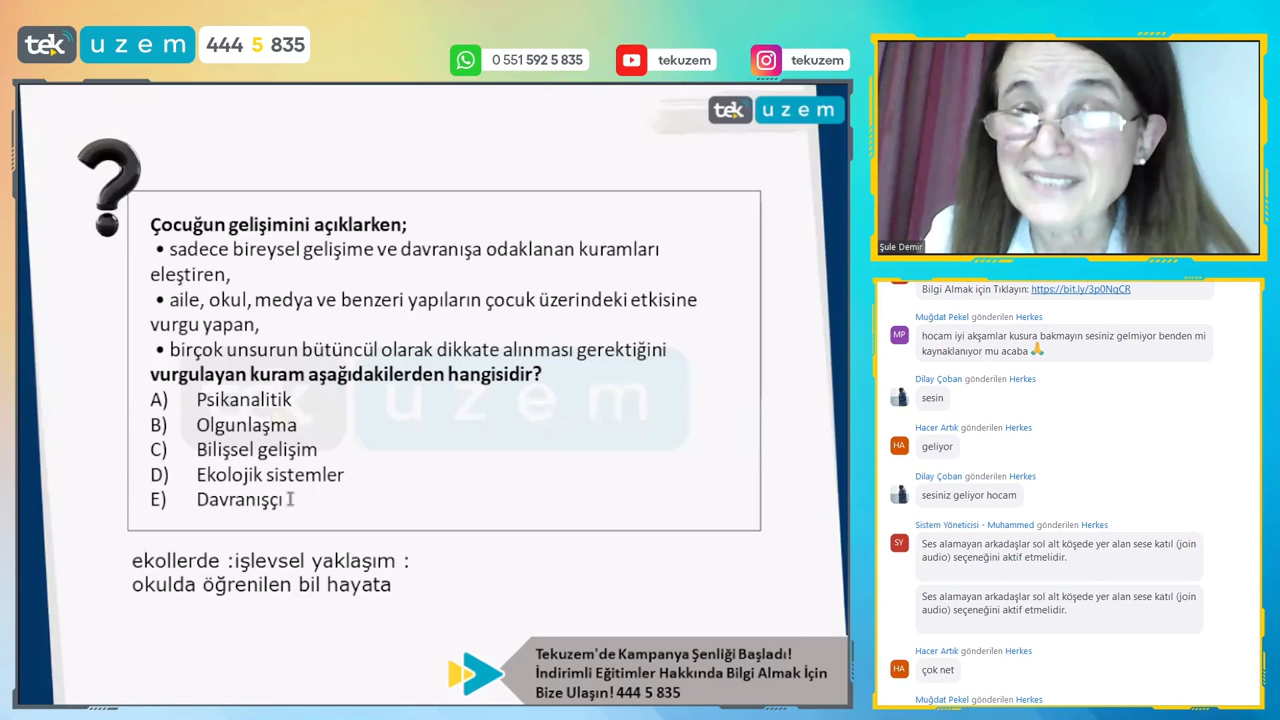 tek uzem 444 5 835
0 551 592 5 835
tekuzem
tekuzem
tek uzem
Çocuğun gelişimini açıklarken;
• sadece bireysel gelişime ve davranışa odaklanan kuramları
eleştiren,
• aile, okul, medya ve benzeri yapıların çocuk üzerindeki etkisine
vurgu yapan,
• birçok unsurun bütüncül olarak dikkate alınması gerektiğini
vurgulayan kuram aşağıdakilerden hangisidir?
A) Psikanalitik
B) Olgunlaşma
C) Bilişsel gelişim
D) Ekolojik sistemler
E) Davranışçı
tek uzem
ekollerde :işlevsel yaklaşım :
okulda öğrenilen bil hayata
Tekuzem'de Kampanya Şenliği Başladı!
İndirimli Eğitimler Hakkında Bilgi Almak İçin
Bize Ulaşın! 444 5 835
Şule Demir
Bilgi Almak için Tıklayın: https://bit.ly/3p0NqCR
Muğdat Pekel gönderilen Herkes
MP
hocam iyi akşamlar kusura bakmayın sesiniz gelmiyor benden mi
kaynaklanıyor mu acaba 🙏
Dilay Çoban gönderilen Herkes
sesin
Hacer Artık gönderilen Herkes
HA
geliyor
Dilay Çoban gönderilen Herkes
sesiniz geliyor hocam
Sistem Yöneticisi - Muhammed gönderilen Herkes
SY
Ses alamayan arkadaşlar sol alt köşede yer alan sese katıl (join
audio) seçeneğini aktif etmelidir.
Ses alamayan arkadaşlar sol alt köşede yer alan sese katıl (join
audio) seçeneğini aktif etmelidir.
Hacer Artık gönderilen Herkes
HA
çok net
Muğdat Pekel gönderilen Herkes